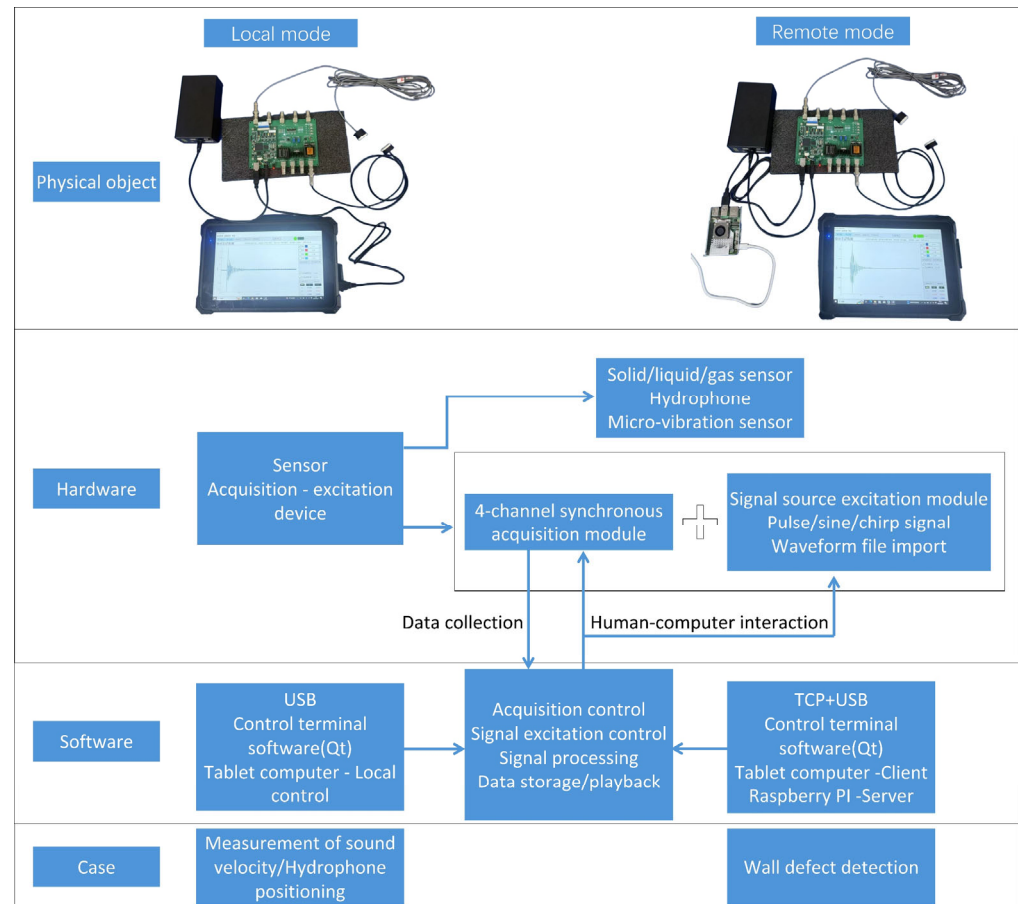 Local mode
Remote mode
Physical object
Solid/liquid/gas sensor
Hydrophone
Micro-vibration sensor
Hardware
Sensor
Acquisition - excitation
device
4-channel synchronous
acquisition module
Signal source excitation module
Pulse/sine/chirp signal
Waveform file import
Data collection
Human-computer interaction
Software
USB
Control terminal
software(Qt)
Tablet computer - Local
control
Acquisition control
Signal excitation control
Signal processing
Data storage/playback
TCP+USB
Control terminal
software(Qt)
Tablet computer -Client
Raspberry PI -Server
Case
Measurement of sound
velocity/Hydrophone
positioning
Wall defect detection